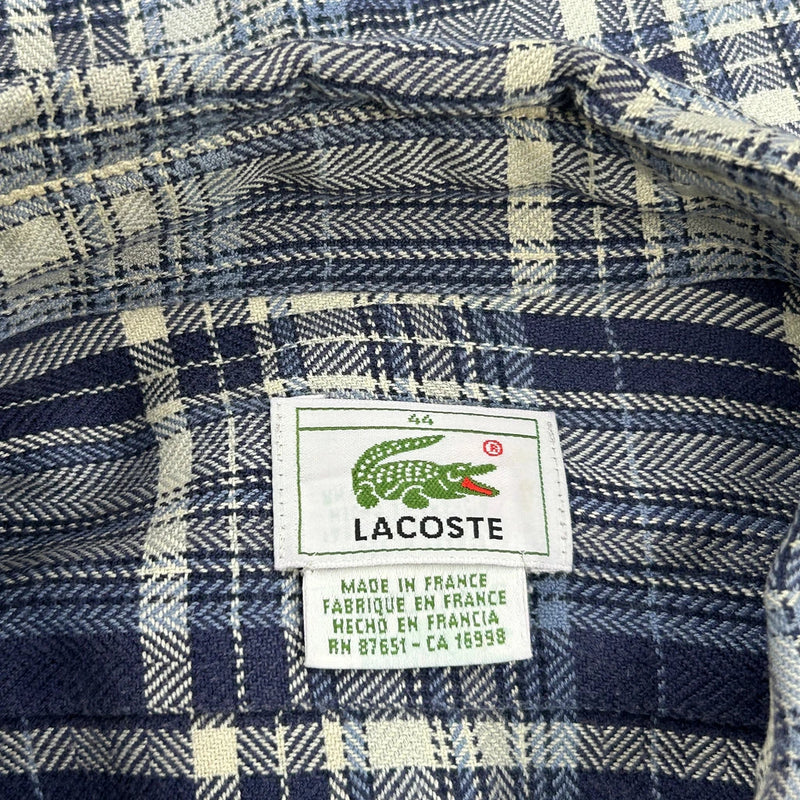 44
®
LACOSTE
MADE IN FRANCE
FABRIQUE EN FRANCE
HECHO EN FRANCIA
RN 87651 - CA 16998